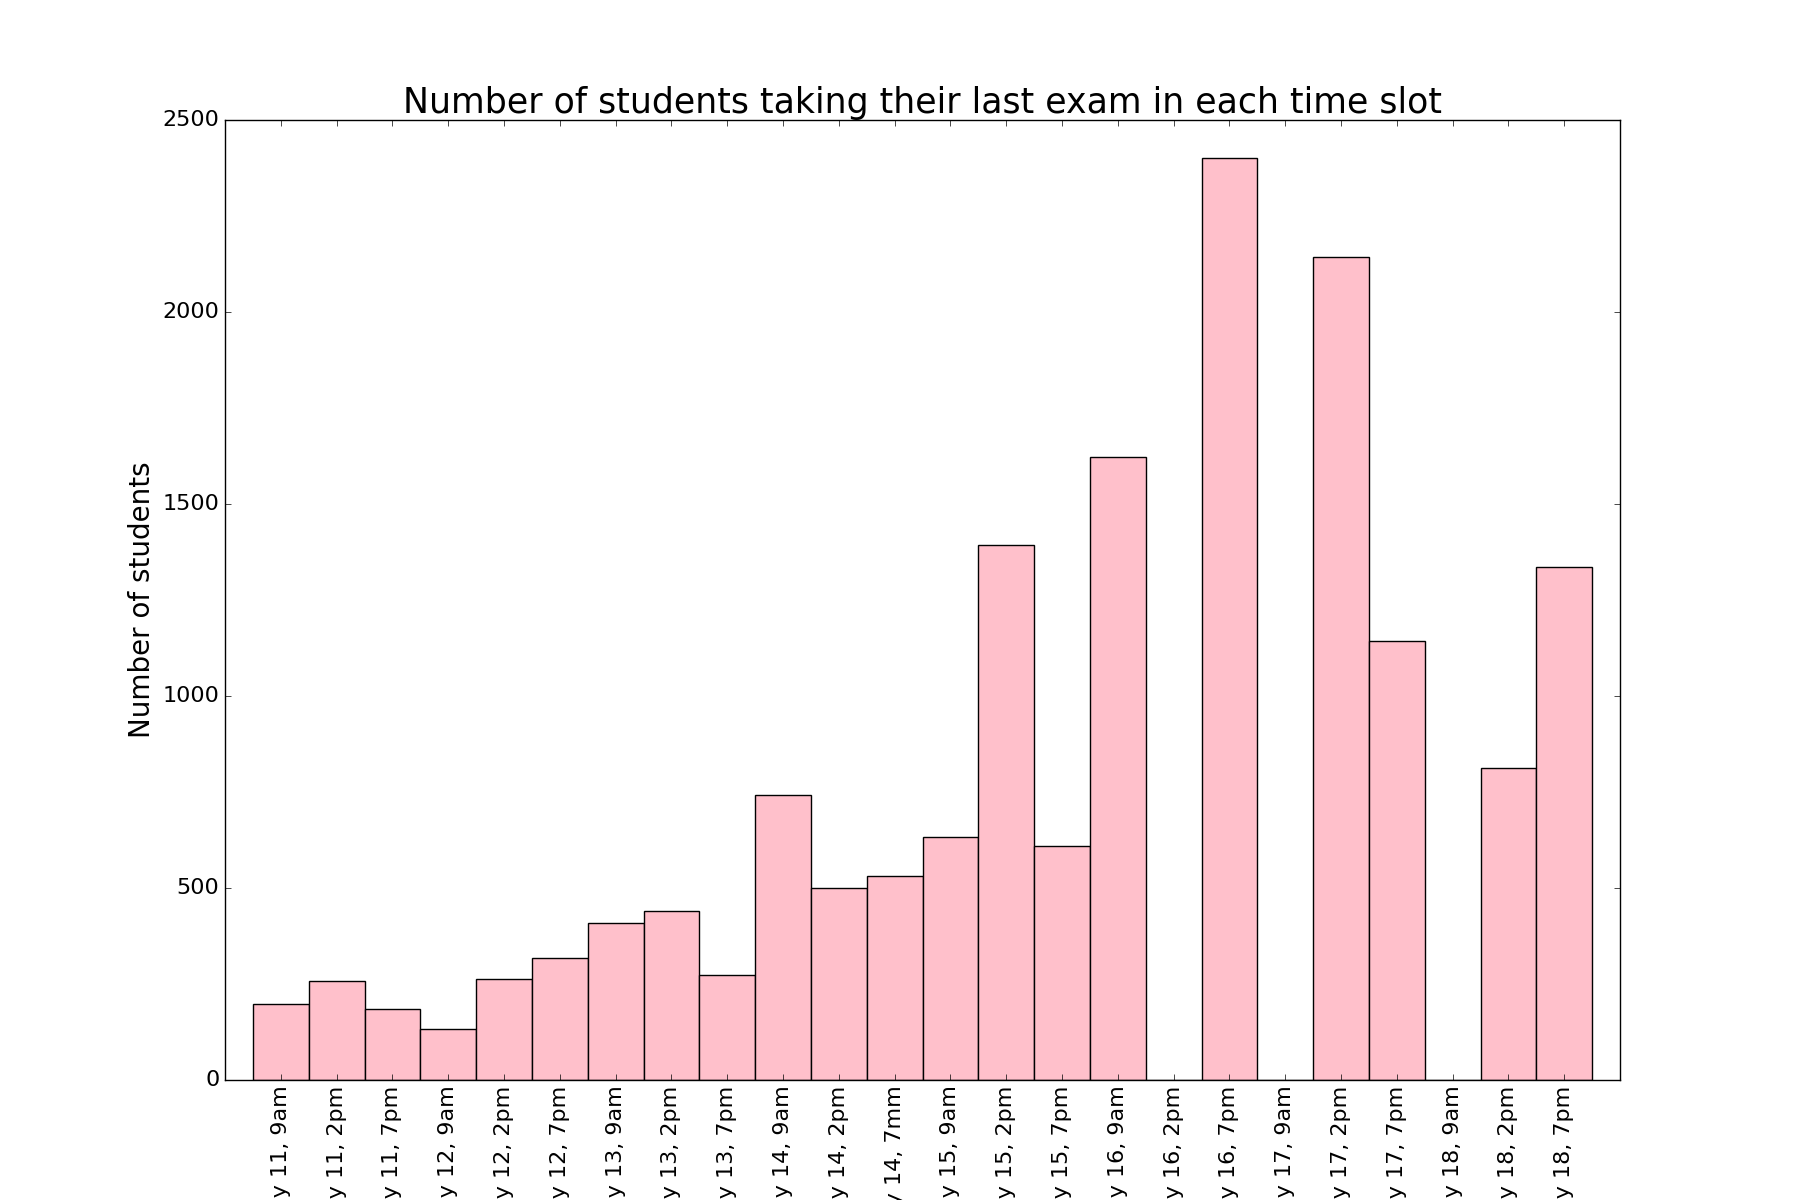 Number of students taking their last exam in each time slot
Number of students
2500
2000
1500
1000
500
0
y 11, 9am
y 11, 2pm
y 11, 7pm
y 12, 9am
y 12, 2pm
y 12, 7pm
y 13, 9am
y 13, 2pm
y 13, 7pm
y 14, 9am
y 14, 2pm
y 14, 7mm
y 15, 9am
y 15, 2pm
y 15, 7pm
y 16, 9am
y 16, 2pm
y 16, 7pm
y 17, 9am
y 17, 2pm
y 17, 7pm
y 18, 9am
y 18, 2pm
y 18, 7pm